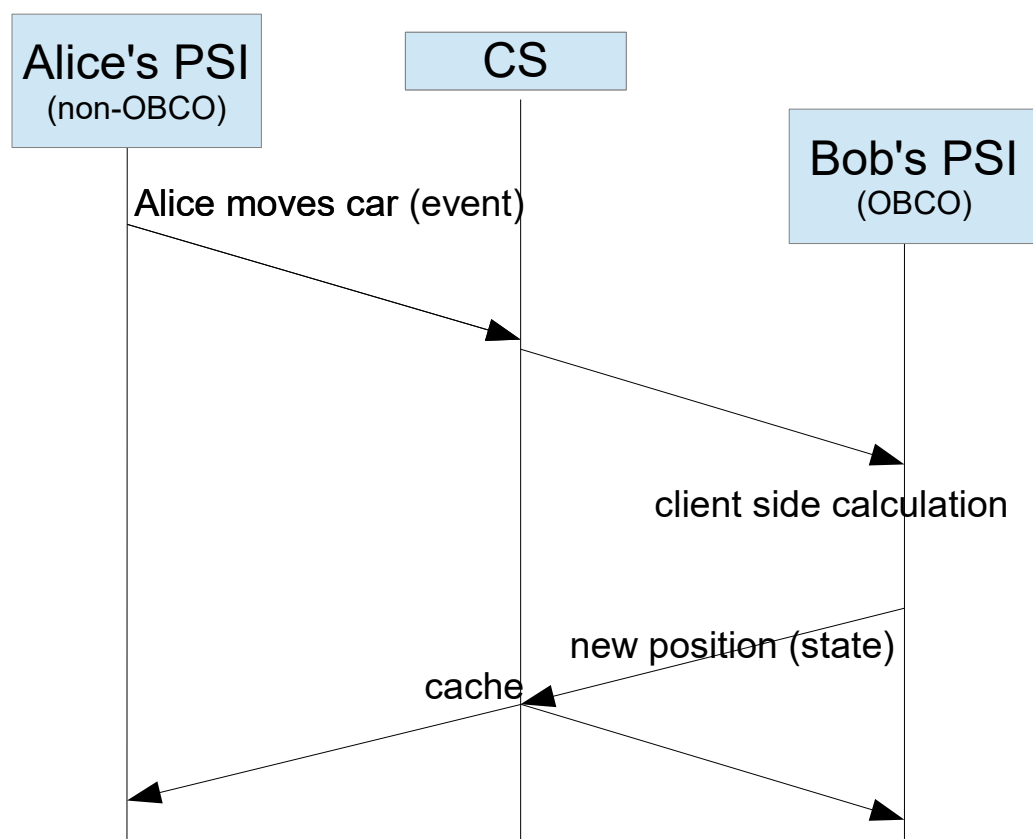 Alice's PSI
(non-OBCO)
CS
Bob's PSI
(OBCO)
Alice moves car (event)
client side calculation
new position (state)
cache